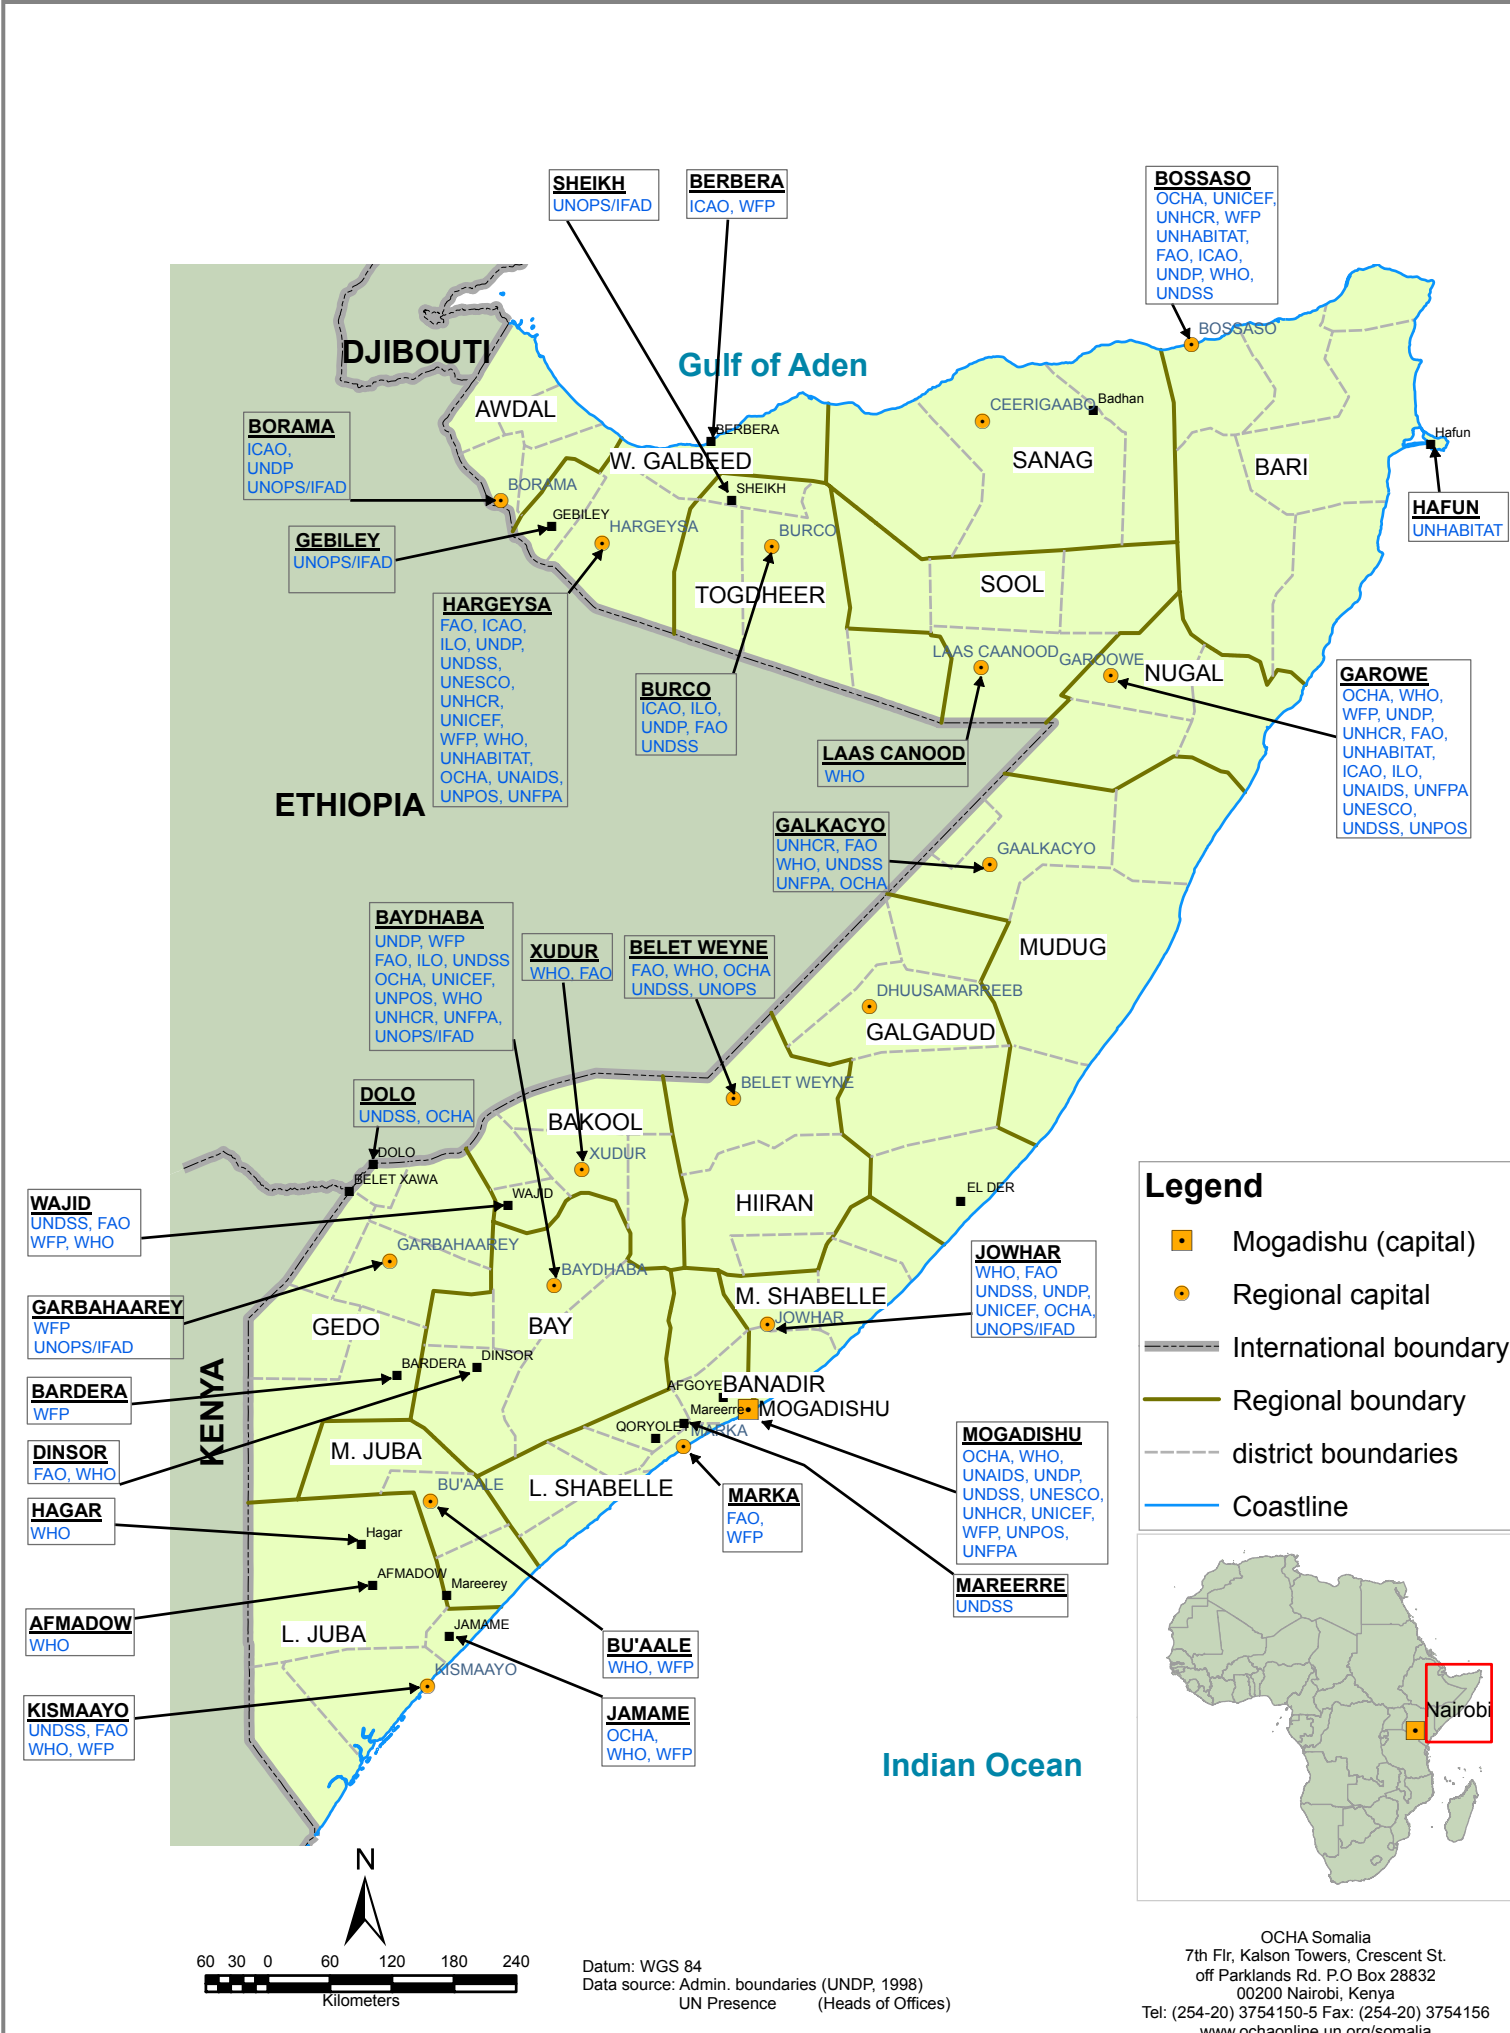 SHEIKH
UNOPS/IFAD
BERBERA
ICAO, WFP
BOSSASO
OCHA, UNICEF,
UNHCR, WFP
UNHABITAT,
FAO, ICAO,
UNDP, WHO,
UNDSS
BOSSASO
DJIBOUTI
Gulf of Aden
AWDAL
CEERIGAABO
Badhan
BORAMA
ICAO,
UNDP
UNOPS/IFAD
BERBERA
Hafun
W. GALBEED
SANAG
BARI
BORAMA
SHEIKH
GEBILEY
HARGEYSA
BURCO
HAFUN
UNHABITAT
GEBILEY
UNOPS/IFAD
TOGDHEER
SOOL
HARGEYSA
FAO, ICAO,
ILO, UNDP,
UNDSS,
UNESCO,
UNHCR,
UNICEF,
WFP, WHO,
UNHABITAT,
OCHA, UNAIDS,
UNPOS, UNFPA
LAAS CAANOOD
GAROOWE
NUGAL
BURCO
ICAO, ILO,
UNDP, FAO
UNDSS
GAROWE
OCHA, WHO,
WFP, UNDP,
UNHCR, FAO,
UNHABITAT,
ICAO, ILO,
UNAIDS, UNFPA
UNESCO,
UNDSS, UNPOS
LAAS CANOOD
WHO
ETHIOPIA
GALKACYO
UNHCR, FAO
WHO, UNDSS
UNFPA, OCHA
GAALKACYO
BAYDHABA
UNDP, WFP
FAO, ILO, UNDSS
OCHA, UNICEF,
UNPOS, WHO
UNHCR, UNFPA,
UNOPS/IFAD
XUDUR
WHO, FAO
BELET WEYNE
FAO, WHO, OCHA
UNDSS, UNOPS
MUDUG
DHUUSAMARREEB
GALGADUD
BELET WEYNE
DOLO
UNDSS, OCHA
BAKOOL
DOLO
XUDUR
BELET XAWA
WAJID
EL DER
HIIRAN
WAJID
UNDSS, FAO
WFP, WHO
GARBAHAAREY
BAYDHABA
GARBAHAAREY
WFP
UNOPS/IFAD
JOWHAR
WHO, FAO
UNDSS, UNDP,
UNICEF, OCHA,
UNOPS/IFAD
M. SHABELLE
JOWHAR
GEDO
BAY
DINSOR
BARDERA
KENYA
BARDERA
WFP
AFGOYE
BANADIR
Mareerre
MOGADISHU
QORYOLEY
MARKA
DINSOR
FAO, WHO
M. JUBA
BU'AALE
L. SHABELLE
MARKA
FAO,
WFP
MOGADISHU
OCHA, WHO,
UNAIDS, UNDP,
UNDSS, UNESCO,
UNHCR, UNICEF,
WFP, UNPOS,
UNFPA
HAGAR
WHO
Hagar
AFMADOW
Mareerey
MAREERRE
UNDSS
AFMADOW
WHO
L. JUBA
JAMAME
BU'AALE
WHO, WFP
KISMAAYO
KISMAAYO
UNDSS, FAO
WHO, WFP
JAMAME
OCHA,
WHO, WFP
Indian Ocean
Legend
Mogadishu (capital)
Regional capital
International boundary
Regional boundary
district boundaries
Coastline
Nairobi
N
60 30 0 60 120 180 240
Kilometers
Datum: WGS 84
Data source: Admin. boundaries (UNDP, 1998)
UN Presence (Heads of Offices)
OCHA Somalia
7th Flr, Kalson Towers, Crescent St.
off Parklands Rd. P.O Box 28832
00200 Nairobi, Kenya
Tel: (254-20) 3754150-5 Fax: (254-20) 3754156
www.ochaonline.un.org/somalia